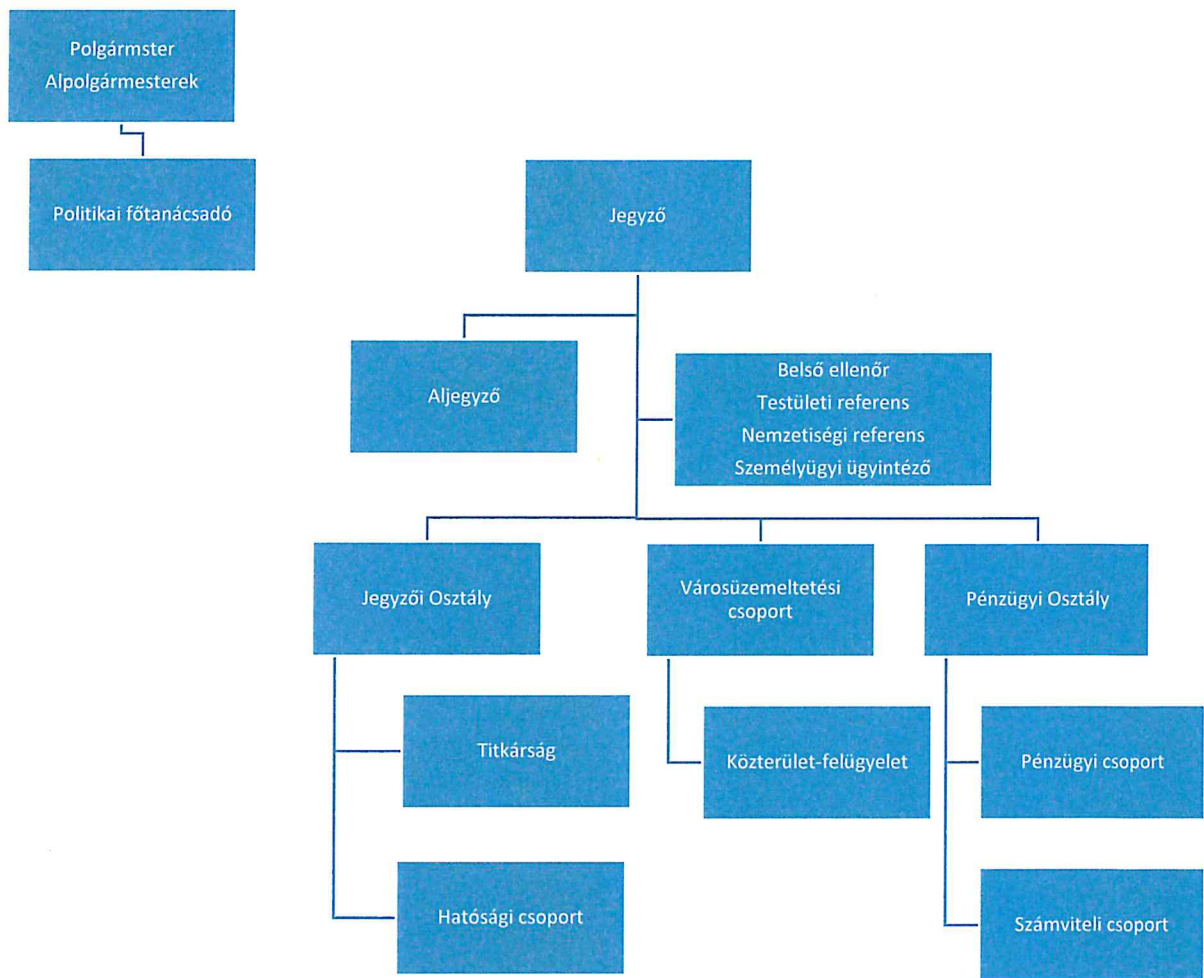 Polgármster
Alpolgármesterek
Politikai főtanácsadó
Jegyző
Aljegyző
Belső ellenőr
Testületi referens
Nemzetiségi referens
Személyügyi ügyintéző
Jegyzői Osztály
Városüzemeltetési
csoport
Pénzügyi Osztály
Titkárság
Közterület-felügyelet
Pénzügyi csoport
Hatósági csoport
Számviteli csoport